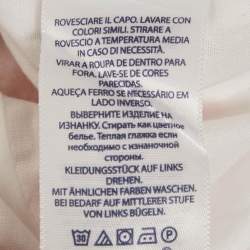 ROVESCIARE IL CAPO. LAVARE CON
COLORI SIMILI. STIRARE A
ROVESCIO A TEMPERATURA MEDIA
IN CASO DI NECESSITÀ.
VIRAR A ROUPA DE DENTRO PARA
FORA, LAVE-SE DE CORES
PARECIDAS.
AQUEÇA FERRO SE NECESSÁRIO EM
LADO INVERSO.
ВЫВЕРНИТЕ ИЗДЕЛИЕ НА
ИЗНАНКУ. Стирать как цветное
белье. Теплая глажка если
необходимо с изнаночной
стороны.
KLEIDUNGSSTÜCK AUF LINKS
DREHEN.
MIT ÄHNLICHEN FARBEN WASCHEN.
BEI BEDARF AUF MITTLERER STUFE
VON LINKS BÜGELN.
30